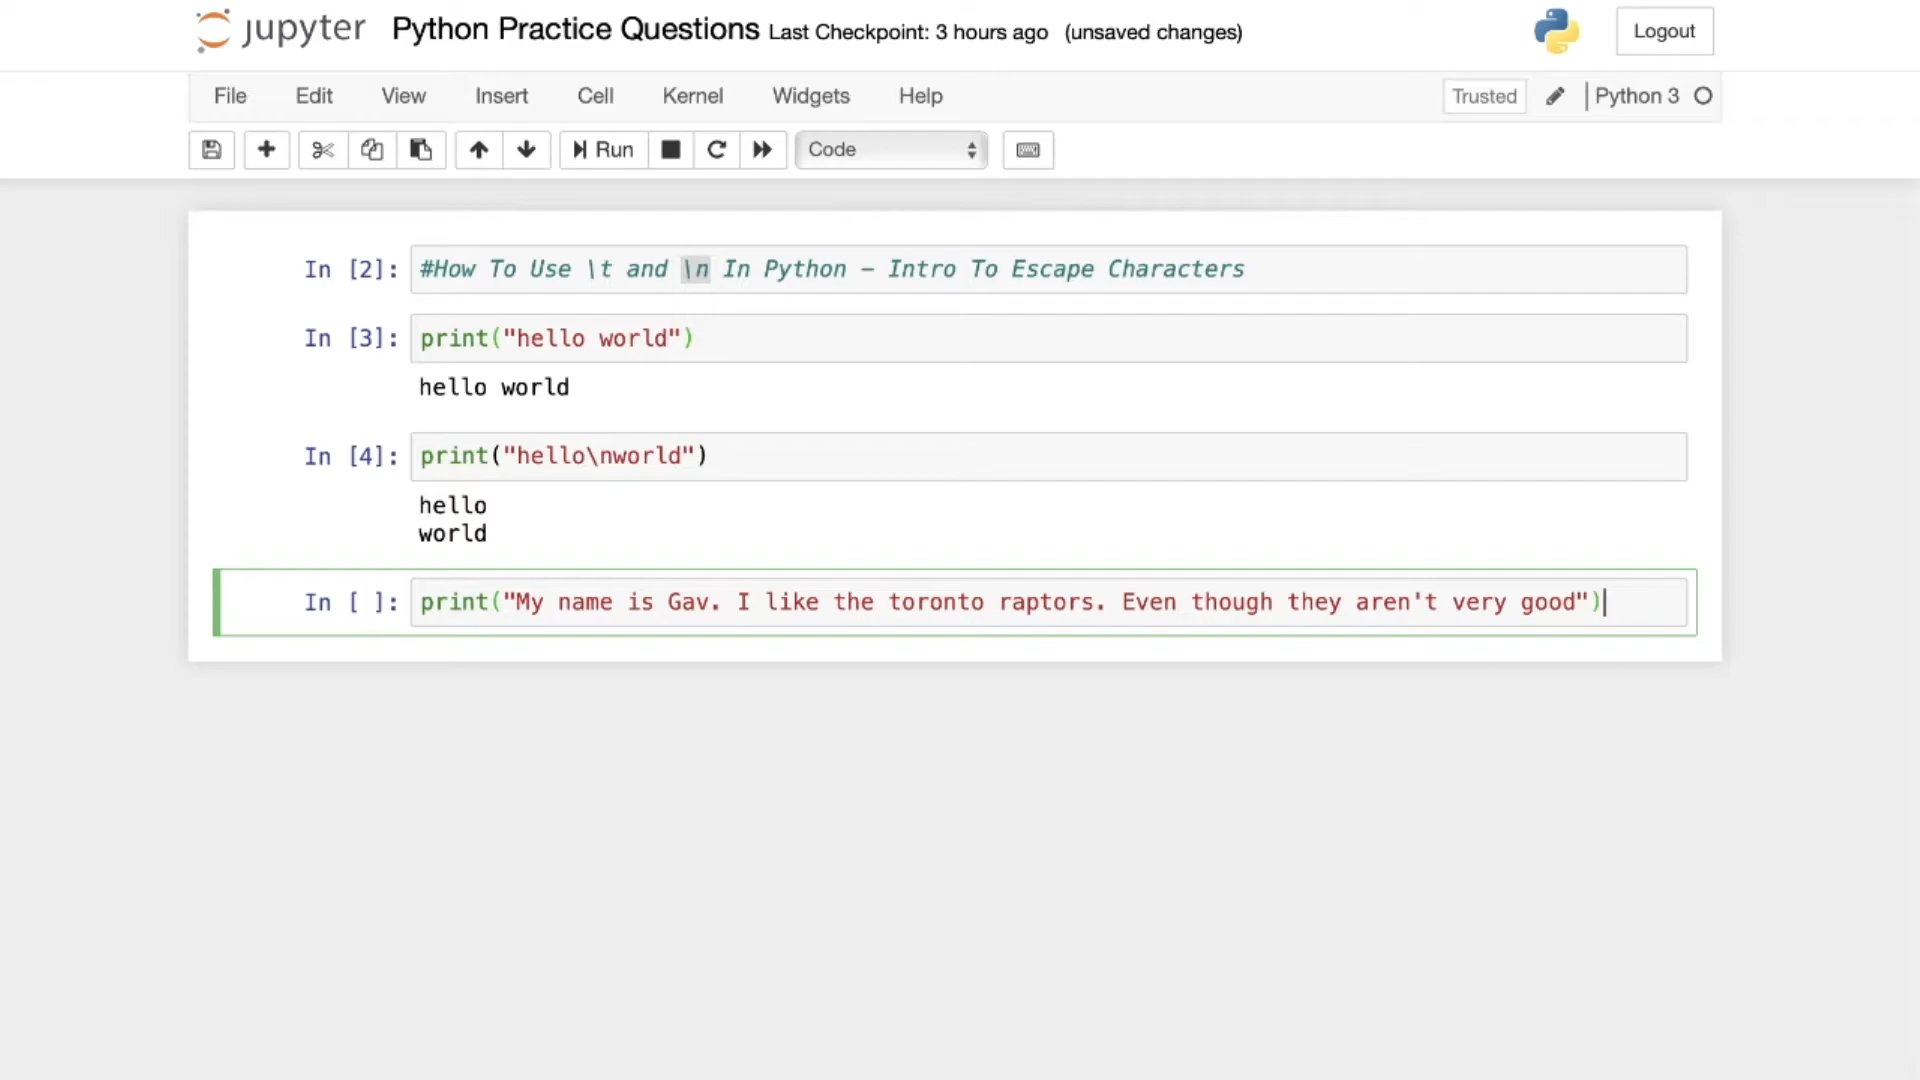 jupyter Python Practice Questions Last Checkpoint: 3 hours ago (unsaved changes) Logout
File Edit View Insert Cell Kernel Widgets Help Trusted Python 3
Run Code
In [2]: #How To Use \t and \n In Python – Intro To Escape Characters
In [3]: print("hello world")
hello world
In [4]: print("hello\nworld")
hello
world
In [ ]: print("My name is Gav. I like the toronto raptors. Even though they aren't very good")